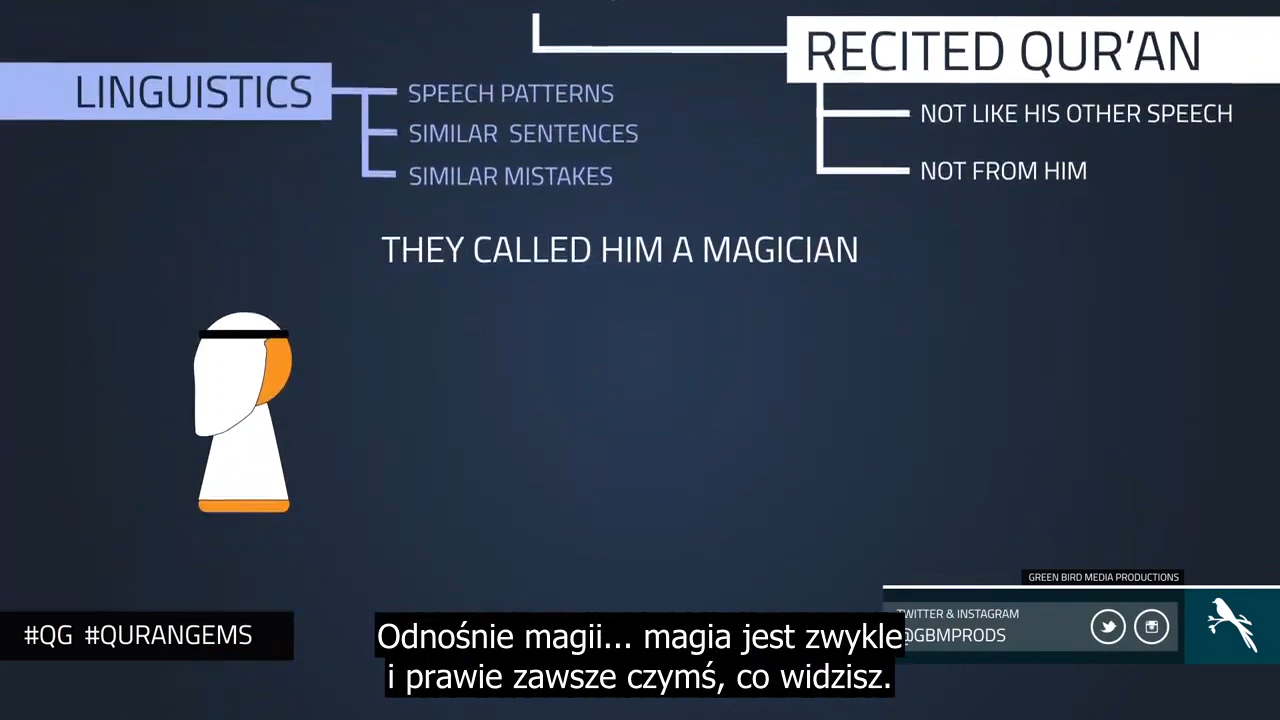 RECITED QUR’AN
NOT LIKE HIS OTHER SPEECH
NOT FROM HIM
LINGUISTICS
SPEECH PATTERNS
SIMILAR SENTENCES
SIMILAR MISTAKES
THEY CALLED HIM A MAGICIAN
GREEN BIRD MEDIA PRODUCTIONS
TWITTER & INSTAGRAM
@GBMPRODS
#QG #QURANGEMS
Odnośnie magii... magia jest zwykle
i prawie zawsze czymś, co widzisz.